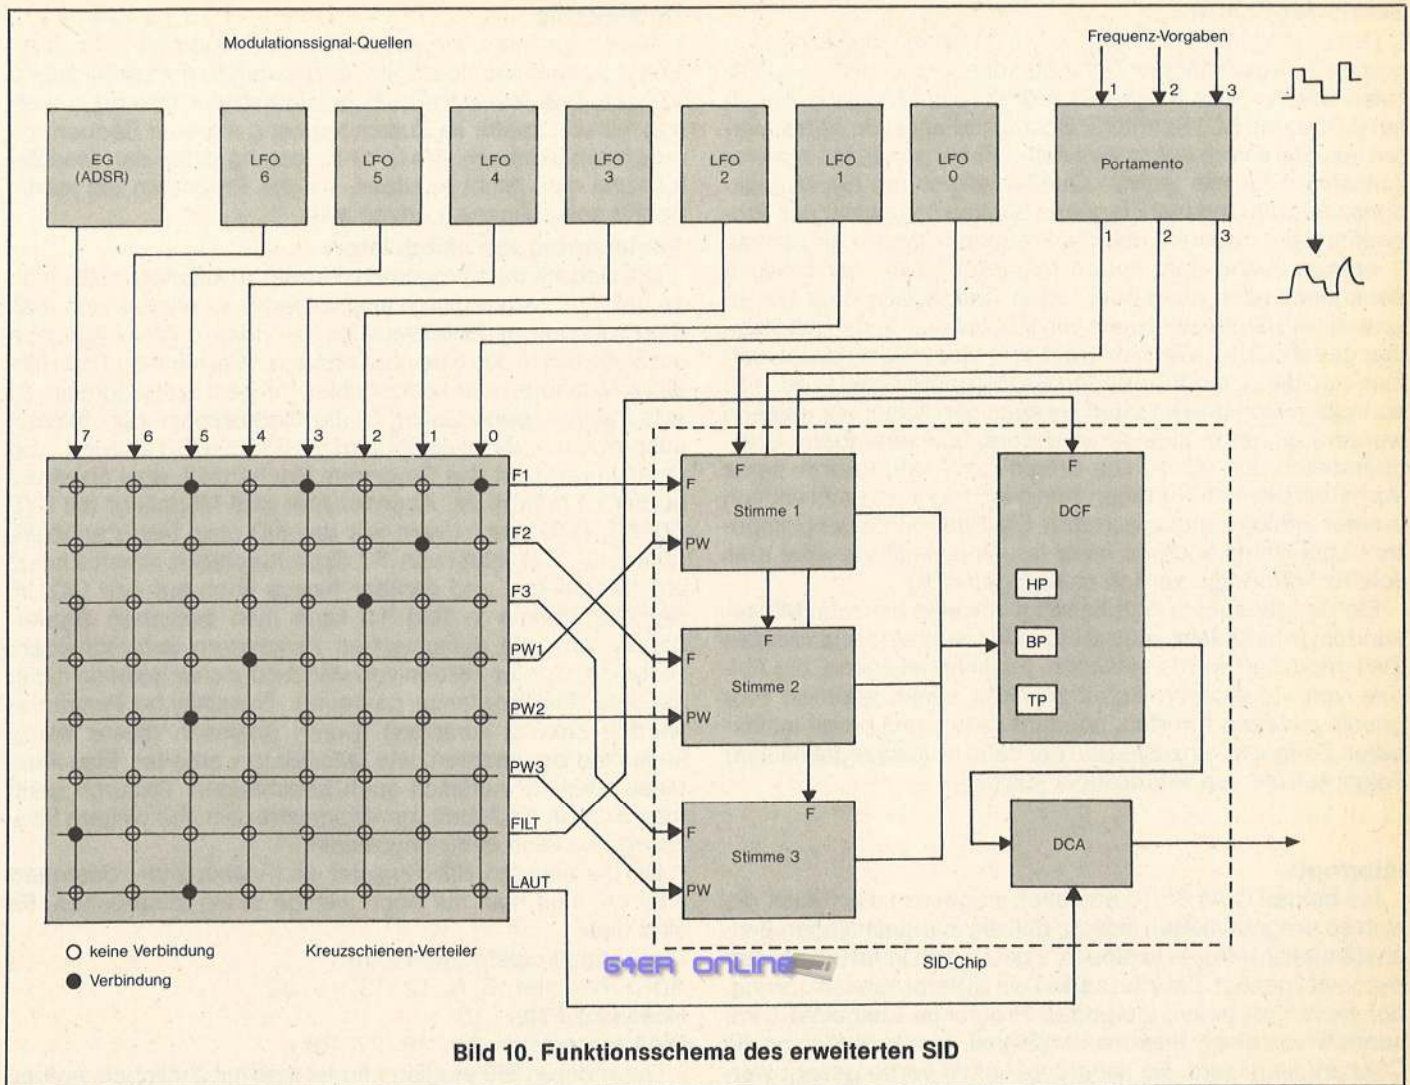 Modulationssignal-Quellen
Frequenz-Vorgaben
1 2 3
EG
(ADSR)
LFO
6
LFO
5
LFO
4
LFO
3
LFO
2
LFO
1
LFO
0
Portamento
1 2 3
7 6 5 4 3 2 1 0
F1
F2
F3
PW1
PW2
PW3
FILT
LAUT
F
F
Stimme 1
PW
F
F
Stimme 2
PW
F
F
Stimme 3
PW
F
DCF
HP
BP
TP
DCA
keine Verbindung
Verbindung
Kreuzschienen-Verteiler
64ER ONLINE
SID-Chip
Bild 10. Funktionsschema des erweiterten SID